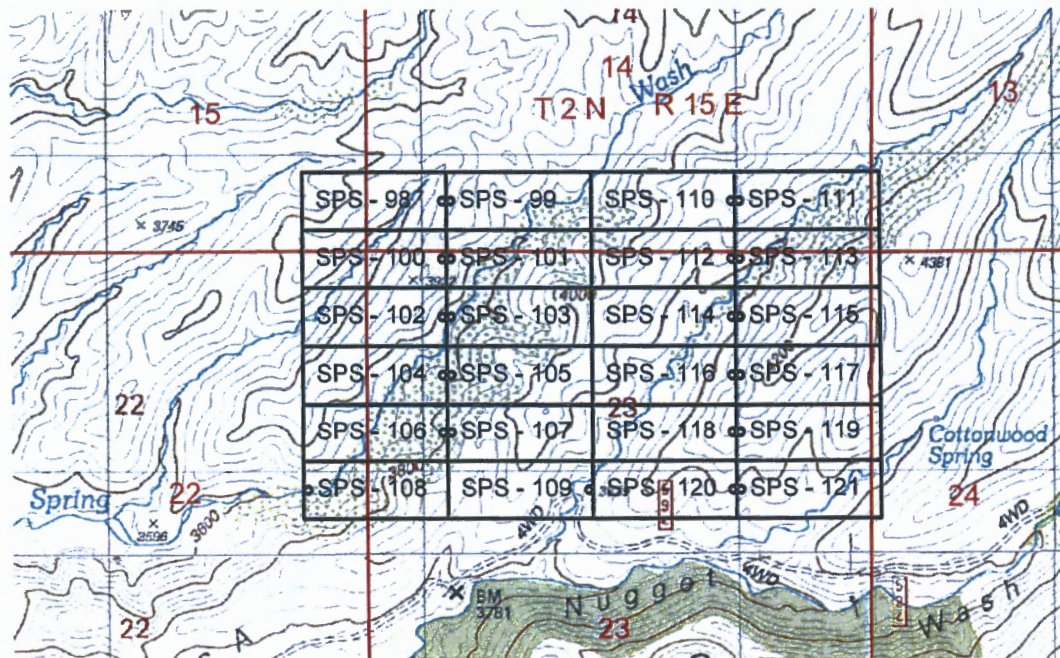 14
14
Wash
15
T 2 N R 15 E
13
SPS - 98 SPS - 99 SPS - 110 SPS - 111
3745
SPS - 100 SPS - 101 SPS - 112 SPS - 113
4381
4000
SPS - 102 SPS - 103 SPS - 114 SPS - 115
SPS - 104 SPS - 105 SPS - 116 SPS - 117
22
23
SPS - 106 SPS - 107 SPS - 118 SPS - 119
Cottonwood
Spring
3800
SPS - 108 SPS - 109 SPS - 120 SPS - 121
Spring
22
24
3596
3800
4WD
4WD
4WD
BM
3781
Nugget Wash
22
23
A